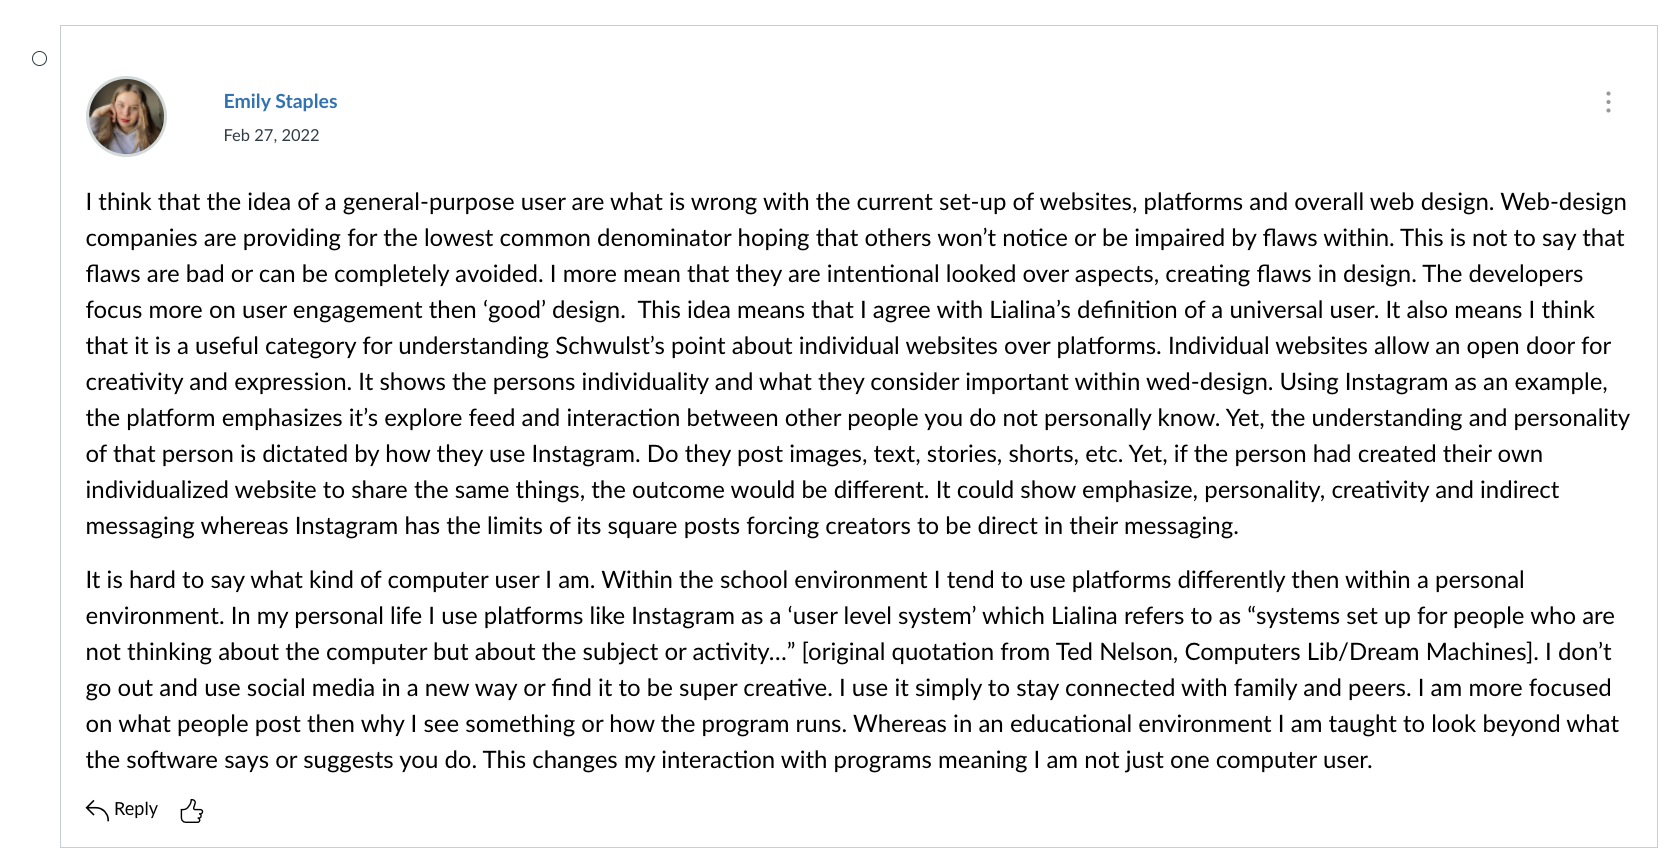 Emily Staples
Feb 27, 2022
I think that the idea of a general-purpose user are what is wrong with the current set-up of websites, platforms and overall web design. Web-design
companies are providing for the lowest common denominator hoping that others won’t notice or be impaired by flaws within. This is not to say that
flaws are bad or can be completely avoided. I more mean that they are intentional looked over aspects, creating flaws in design. The developers
focus more on user engagement then ‘good’ design.  This idea means that I agree with Lialina’s definition of a universal user. It also means I think
that it is a useful category for understanding Schwulst’s point about individual websites over platforms. Individual websites allow an open door for
creativity and expression. It shows the persons individuality and what they consider important within wed-design. Using Instagram as an example,
the platform emphasizes it’s explore feed and interaction between other people you do not personally know. Yet, the understanding and personality
of that person is dictated by how they use Instagram. Do they post images, text, stories, shorts, etc. Yet, if the person had created their own
individualized website to share the same things, the outcome would be different. It could show emphasize, personality, creativity and indirect
messaging whereas Instagram has the limits of its square posts forcing creators to be direct in their messaging.
It is hard to say what kind of computer user I am. Within the school environment I tend to use platforms differently then within a personal
environment. In my personal life I use platforms like Instagram as a ‘user level system’ which Lialina refers to as “systems set up for people who are
not thinking about the computer but about the subject or activity…” [original quotation from Ted Nelson, Computers Lib/Dream Machines]. I don’t
go out and use social media in a new way or find it to be super creative. I use it simply to stay connected with family and peers. I am more focused
on what people post then why I see something or how the program runs. Whereas in an educational environment I am taught to look beyond what
the software says or suggests you do. This changes my interaction with programs meaning I am not just one computer user.
Reply